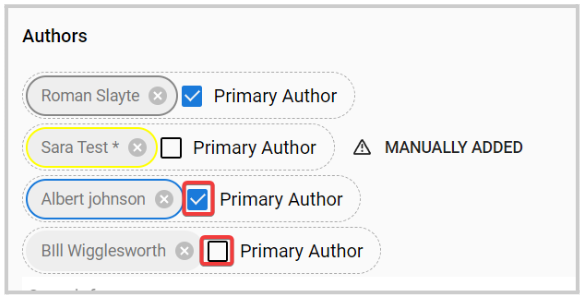 Authors
Roman Slayte Primary Author
Sara Test * Primary Author MANUALLY ADDED
Albert johnson Primary Author
BIll Wigglesworth Primary Author